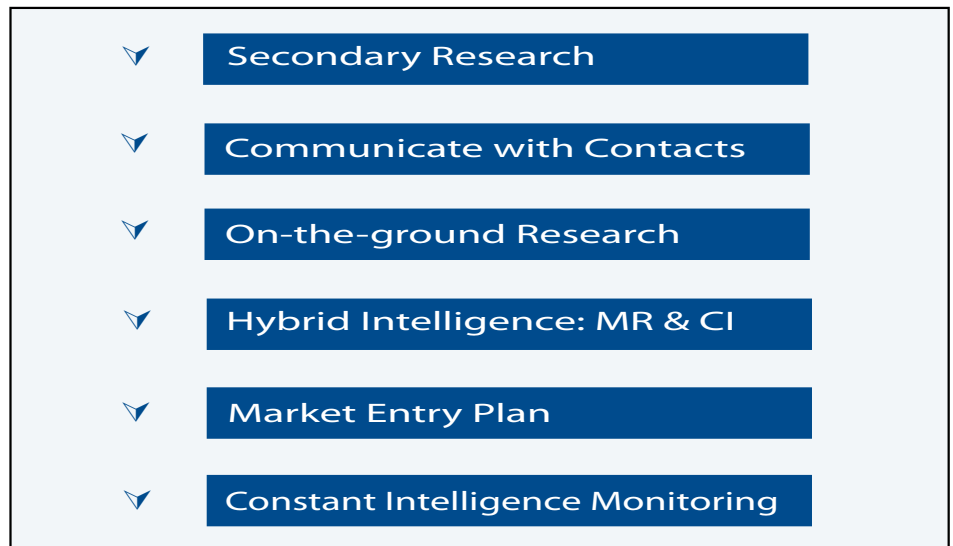 Secondary Research
Communicate with Contacts
On-the-ground Research
Hybrid Intelligence: MR & CI
Market Entry Plan
Constant Intelligence Monitoring